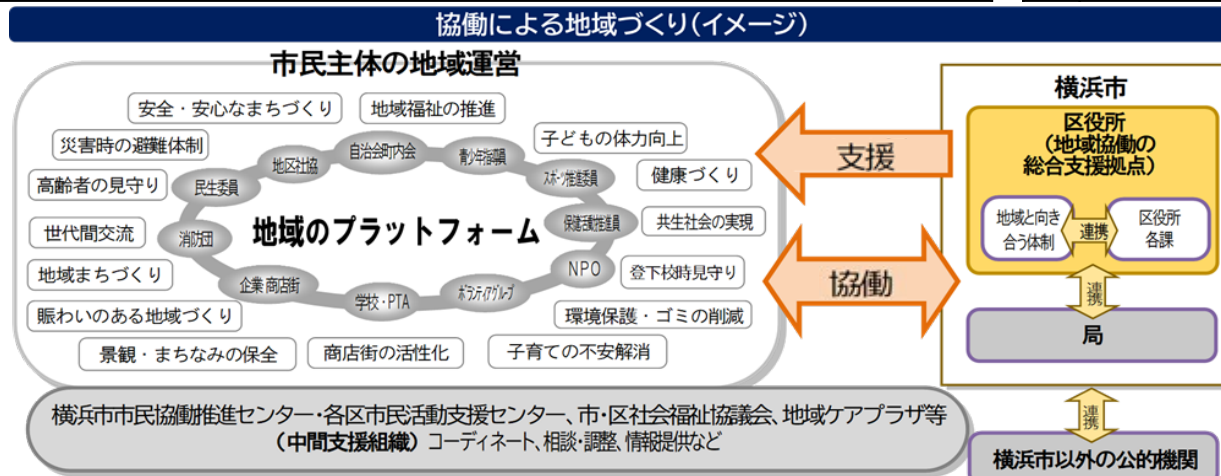 協働による地域づくり(イメージ)
市民主体の地域運営
安全・安心なまちづくり
地域福祉の推進
災害時の避難体制
子どもの体力向上
高齢者の見守り
健康づくり
世代間交流
共生社会の実現
地域まちづくり
登下校時見守り
賑わいのある地域づくり
環境保護・ゴミの削減
景観・まちなみの保全
商店街の活性化
子育ての不安解消
自治会町内会
地区社協
青少年指導員
民生委員
スポーツ推進委員
消防団
保健活動推進員
企業 商店街
NPO
学校・PTA
ボランティアグループ
地域のプラットフォーム
支援
協働
横浜市
区役所
(地域協働の
総合支援拠点)
地域と向き
合う体制
連携
区役所
各課
連携
局
連携
横浜市以外の公的機関
横浜市市民協働推進センター・各区市民活動支援センター、市・区社会福祉協議会、地域ケアプラザ等
(中間支援組織) コーディネート、相談・調整、情報提供など